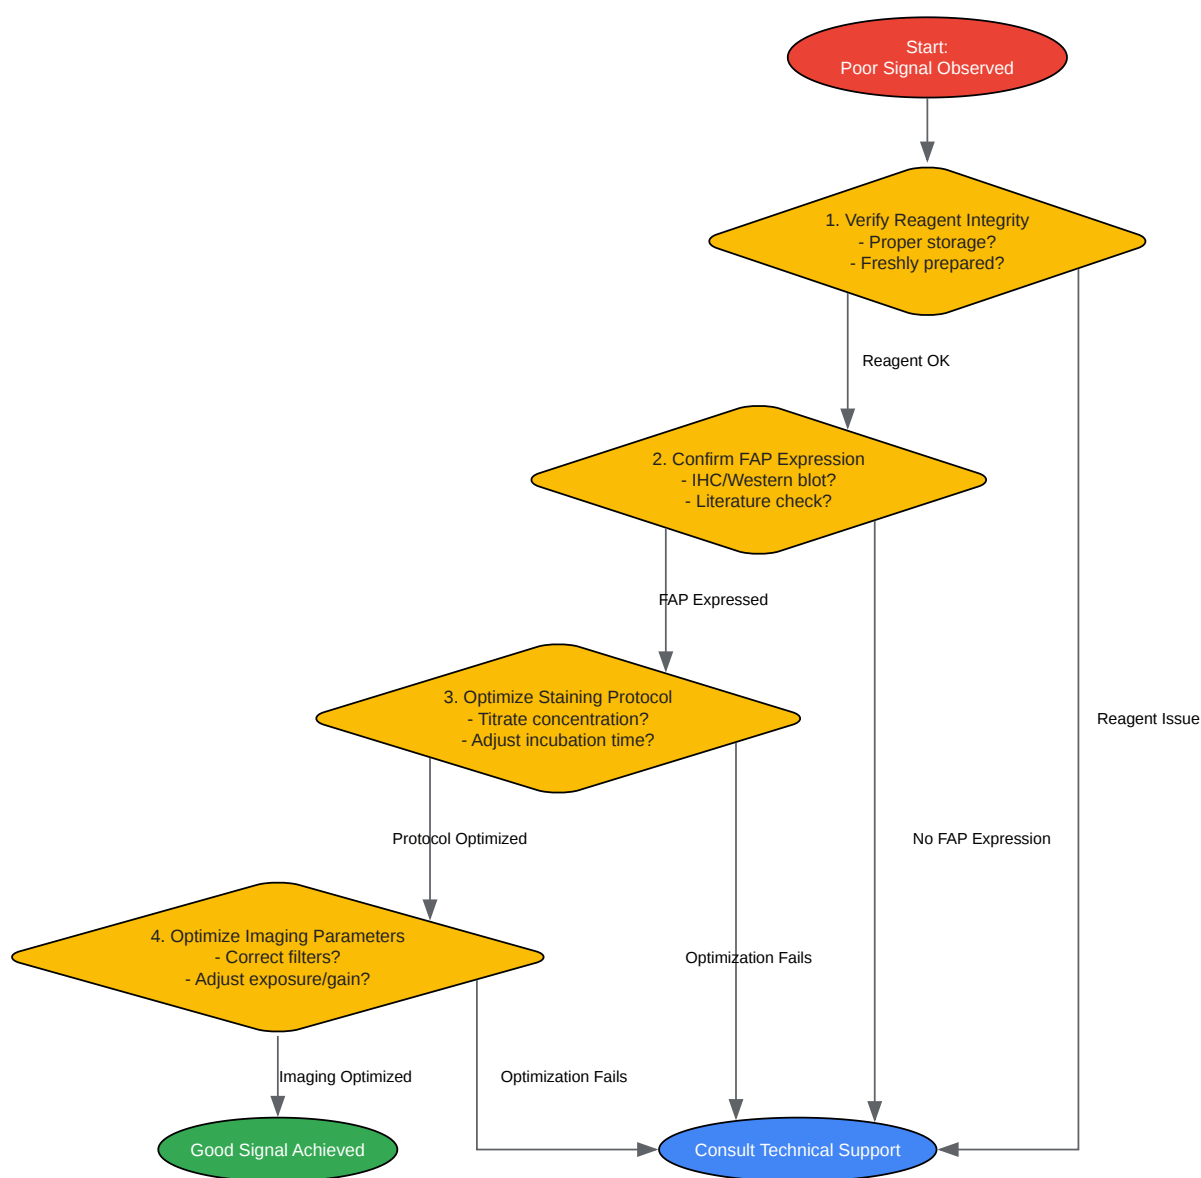 Start:
Poor Signal Observed
1. Verify Reagent Integrity
- Proper storage?
- Freshly prepared?
Reagent OK
2. Confirm FAP Expression
- IHC/Western blot?
- Literature check?
FAP Expressed
3. Optimize Staining Protocol
- Titrate concentration?
- Adjust incubation time?
Reagent Issue
Protocol Optimized
No FAP Expression
4. Optimize Imaging Parameters
- Correct filters?
- Adjust exposure/gain?
Optimization Fails
Imaging Optimized
Optimization Fails
Good Signal Achieved
Consult Technical Support